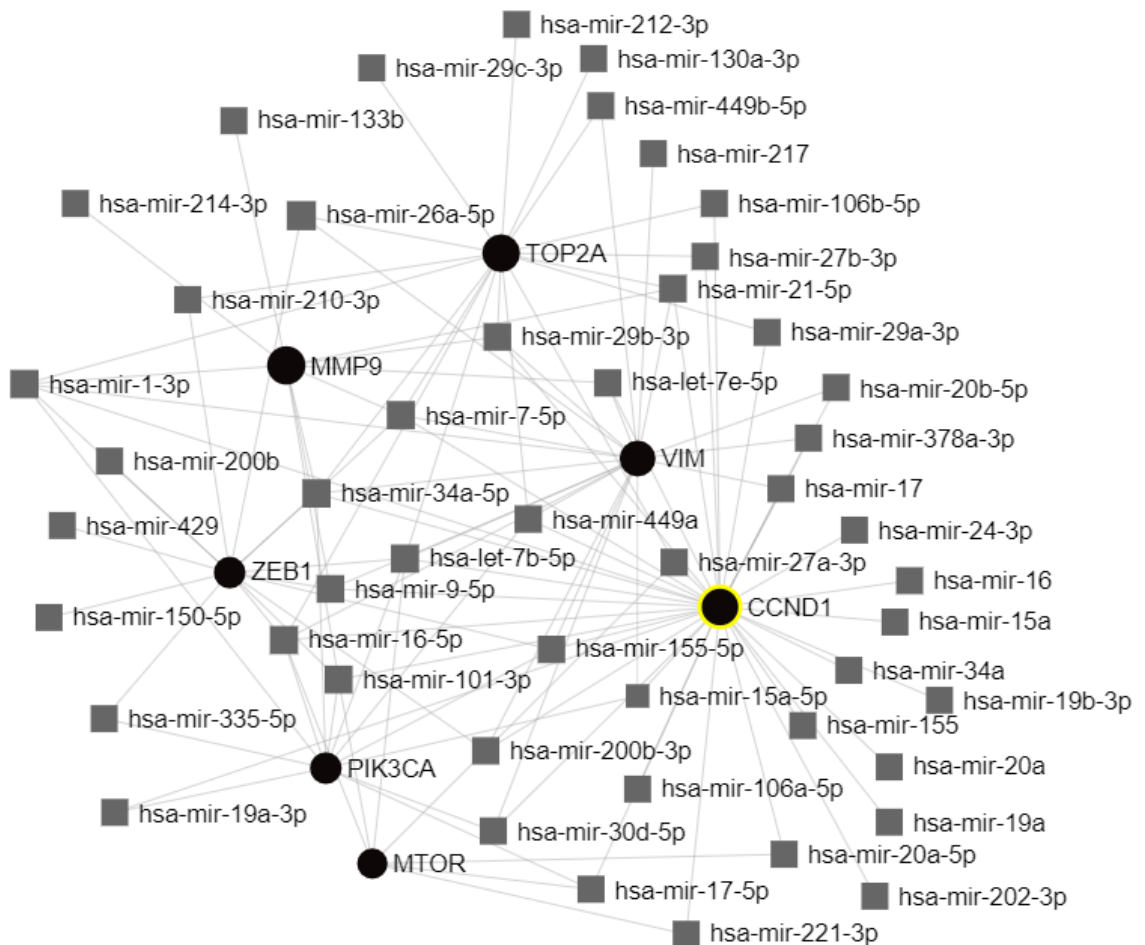 hsa-mir-212-3p
hsa-mir-29c-3p
hsa-mir-130a-3p
hsa-mir-449b-5p
hsa-mir-133b
hsa-mir-217
hsa-mir-214-3p
hsa-mir-26a-5p
hsa-mir-106b-5p
TOP2A
hsa-mir-27b-3p
hsa-mir-21-5p
hsa-mir-210-3p
hsa-mir-29b-3p
hsa-mir-29a-3p
MMP9
hsa-mir-1-3p
hsa-let-7e-5p
hsa-mir-20b-5p
hsa-mir-7-5p
hsa-mir-378a-3p
hsa-mir-200b
VIM
hsa-mir-34a-5p
hsa-mir-17
hsa-mir-429
hsa-mir-449a
hsa-mir-24-3p
hsa-let-7b-5p
hsa-mir-27a-3p
ZEB1
hsa-mir-16
hsa-mir-9-5p
CCND1
hsa-mir-150-5p
hsa-mir-15a
hsa-mir-16-5p
hsa-mir-155-5p
hsa-mir-34a
hsa-mir-101-3p
hsa-mir-15a-5p
hsa-mir-19b-3p
hsa-mir-335-5p
hsa-mir-155
hsa-mir-200b-3p
PIK3CA
hsa-mir-20a
hsa-mir-106a-5p
hsa-mir-19a-3p
hsa-mir-19a
hsa-mir-30d-5p
hsa-mir-20a-5p
MTOR
hsa-mir-17-5p
hsa-mir-202-3p
hsa-mir-221-3p